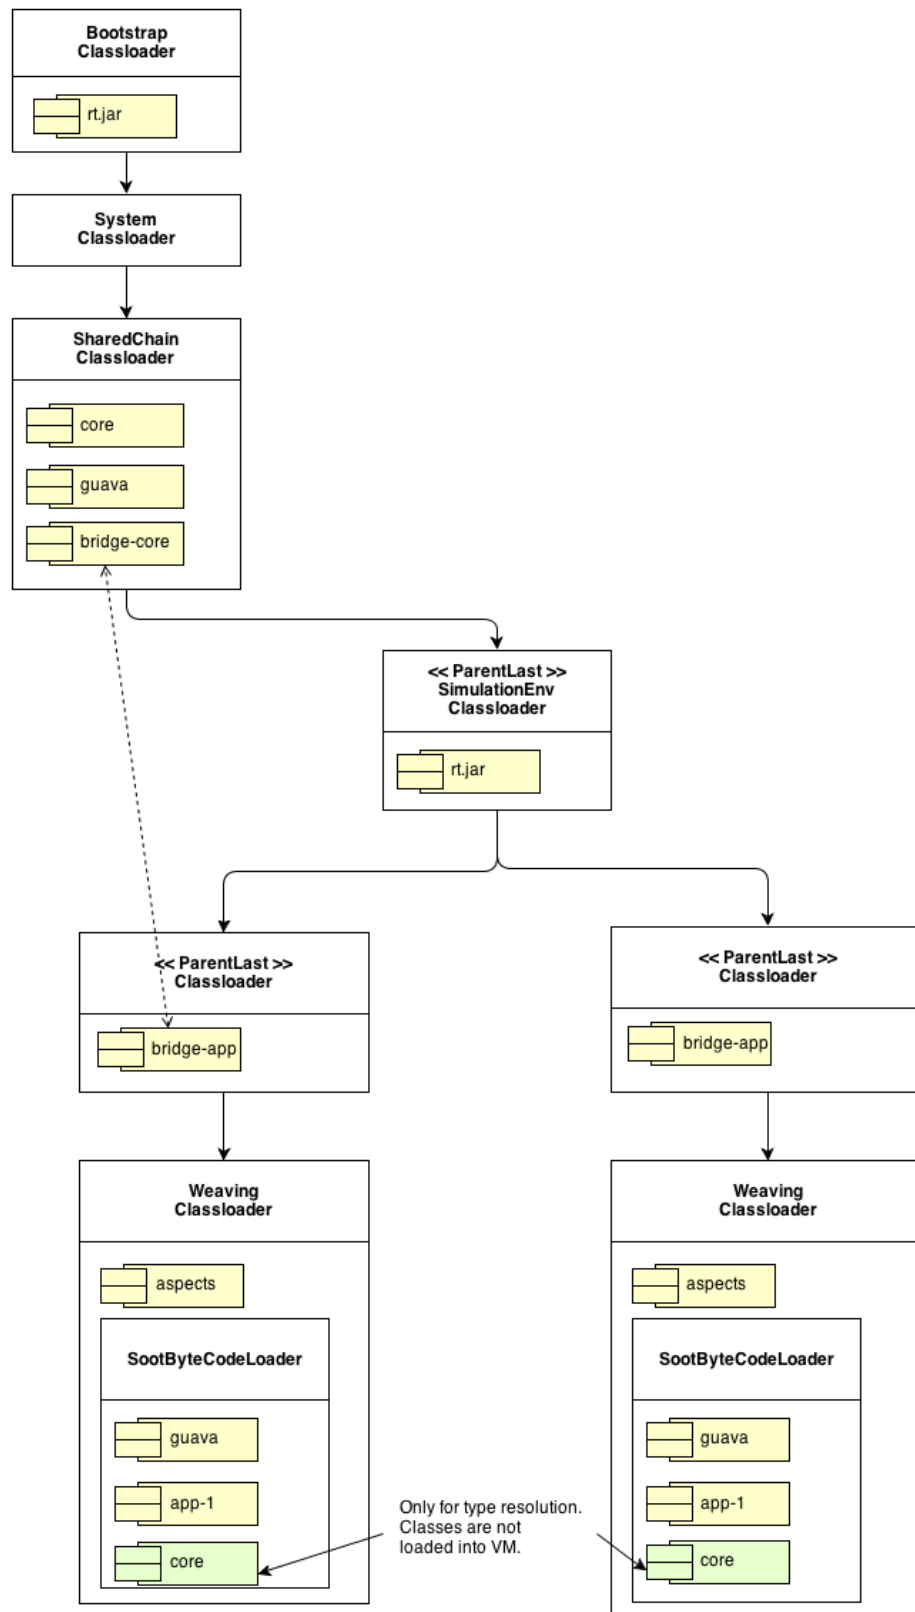 Bootstrap
Classloader
rt.jar
System
Classloader
SharedChain
Classloader
core
guava
bridge-core
<< ParentLast >>
SimulationEnv
Classloader
rt.jar
<< ParentLast >>
Classloader
bridge-app
<< ParentLast >>
Classloader
bridge-app
Weaving
Classloader
aspects
SootByteCodeLoader
guava
app-1
core
Only for type resolution.
Classes are not
loaded into VM.
Weaving
Classloader
aspects
SootByteCodeLoader
guava
app-1
core